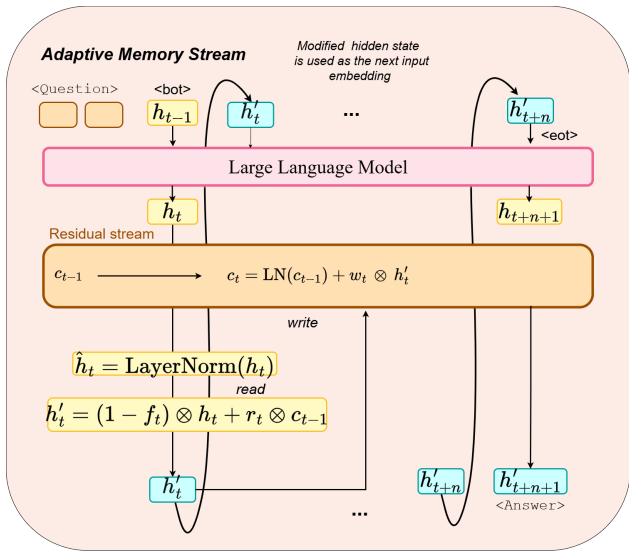 Adaptive Memory Stream
Modified hidden state
is used as the next input
embedding
<Question>
<bot>
h_{t-1}
h'_t
...
h'_{t+n}
<eot>
Large Language Model
h_t
h_{t+n+1}
Residual stream
c_{t-1}
c_t = LN(c_{t-1}) + w_t ⊗ h'_t
write
ĥ_t = LayerNorm(h_t)
read
h'_t = (1 − f_t) ⊗ h_t + r_t ⊗ c_{t-1}
h'_t
h'_{t+n}
h'_{t+n+1}
<Answer>
...